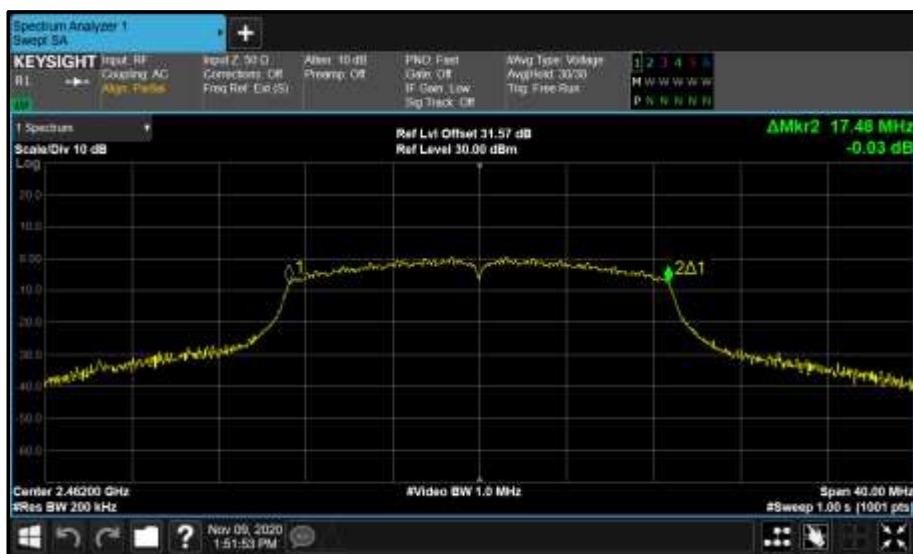 Spectrum Analyzer 1
Swept SA
+
KEYSIGHT
R L
Input: RF
Coupling: AC
Align: Partial
Input Z: 50 Ω
Corrections: Off
Freq Ref: Ext (S)
Atten: 10 dB
Preamp: Off
PNO: Fast
Gate: Off
IF Gain: Low
Sig Track: Off
Avg Type: Voltage
Avg|Hold: 30/30
Trig: Free Run
1 2 3 4 5 6
M W W W W W
P N N N N N
1 Spectrum
Scale/Div 10 dB
Ref Lvl Offset 31.57 dB
Ref Level 30.00 dBm
ΔMkr2 17.48 MHz
-0.03 dB
Log
20.0
10.0
0.00
-10.0
-20.0
-30.0
-40.0
-50.0
-60.0
1
2Δ1
Center 2.46200 GHz
#Res BW 200 kHz
#Video BW 1.0 MHz
Span 40.00 MHz
#Sweep 1.00 s (1001 pts)
?
Nov 09, 2020
1:51:53 PM